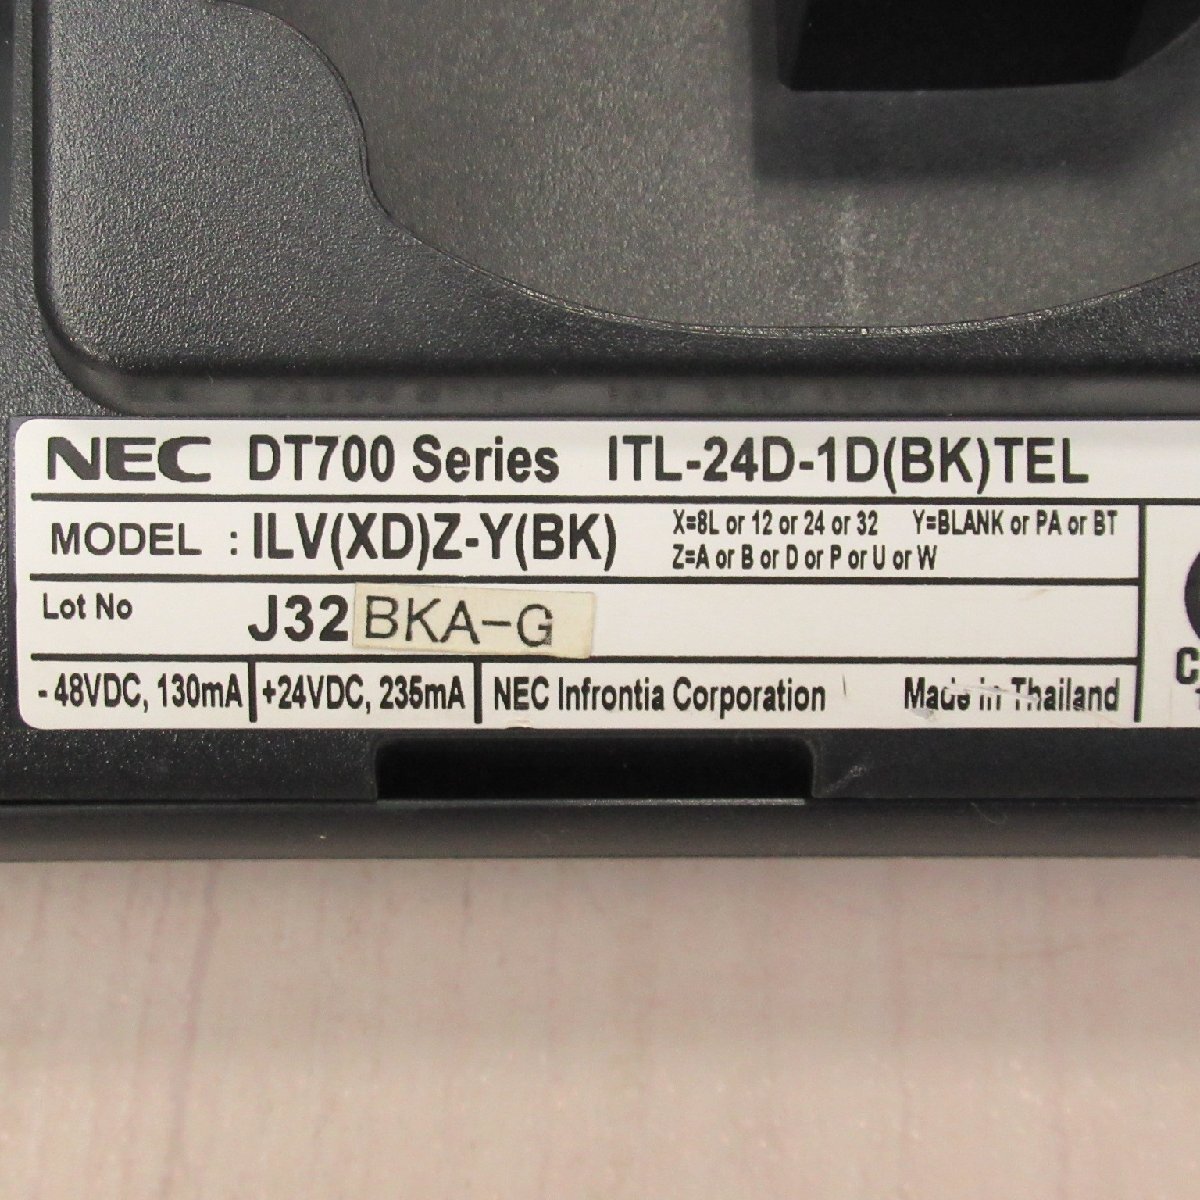 NEC DT700 Series ITL-24D-1D(BK)TEL
MODEL : ILV(XD)Z-Y(BK) X=8L or 12 or 24 or 32 Y=BLANK or PA or BT
Z=A or B or D or P or U or W
Lot No J32 BKA-G
- 48VDC, 130mA +24VDC, 235mA NEC Infrontia Corporation Made in Thailand